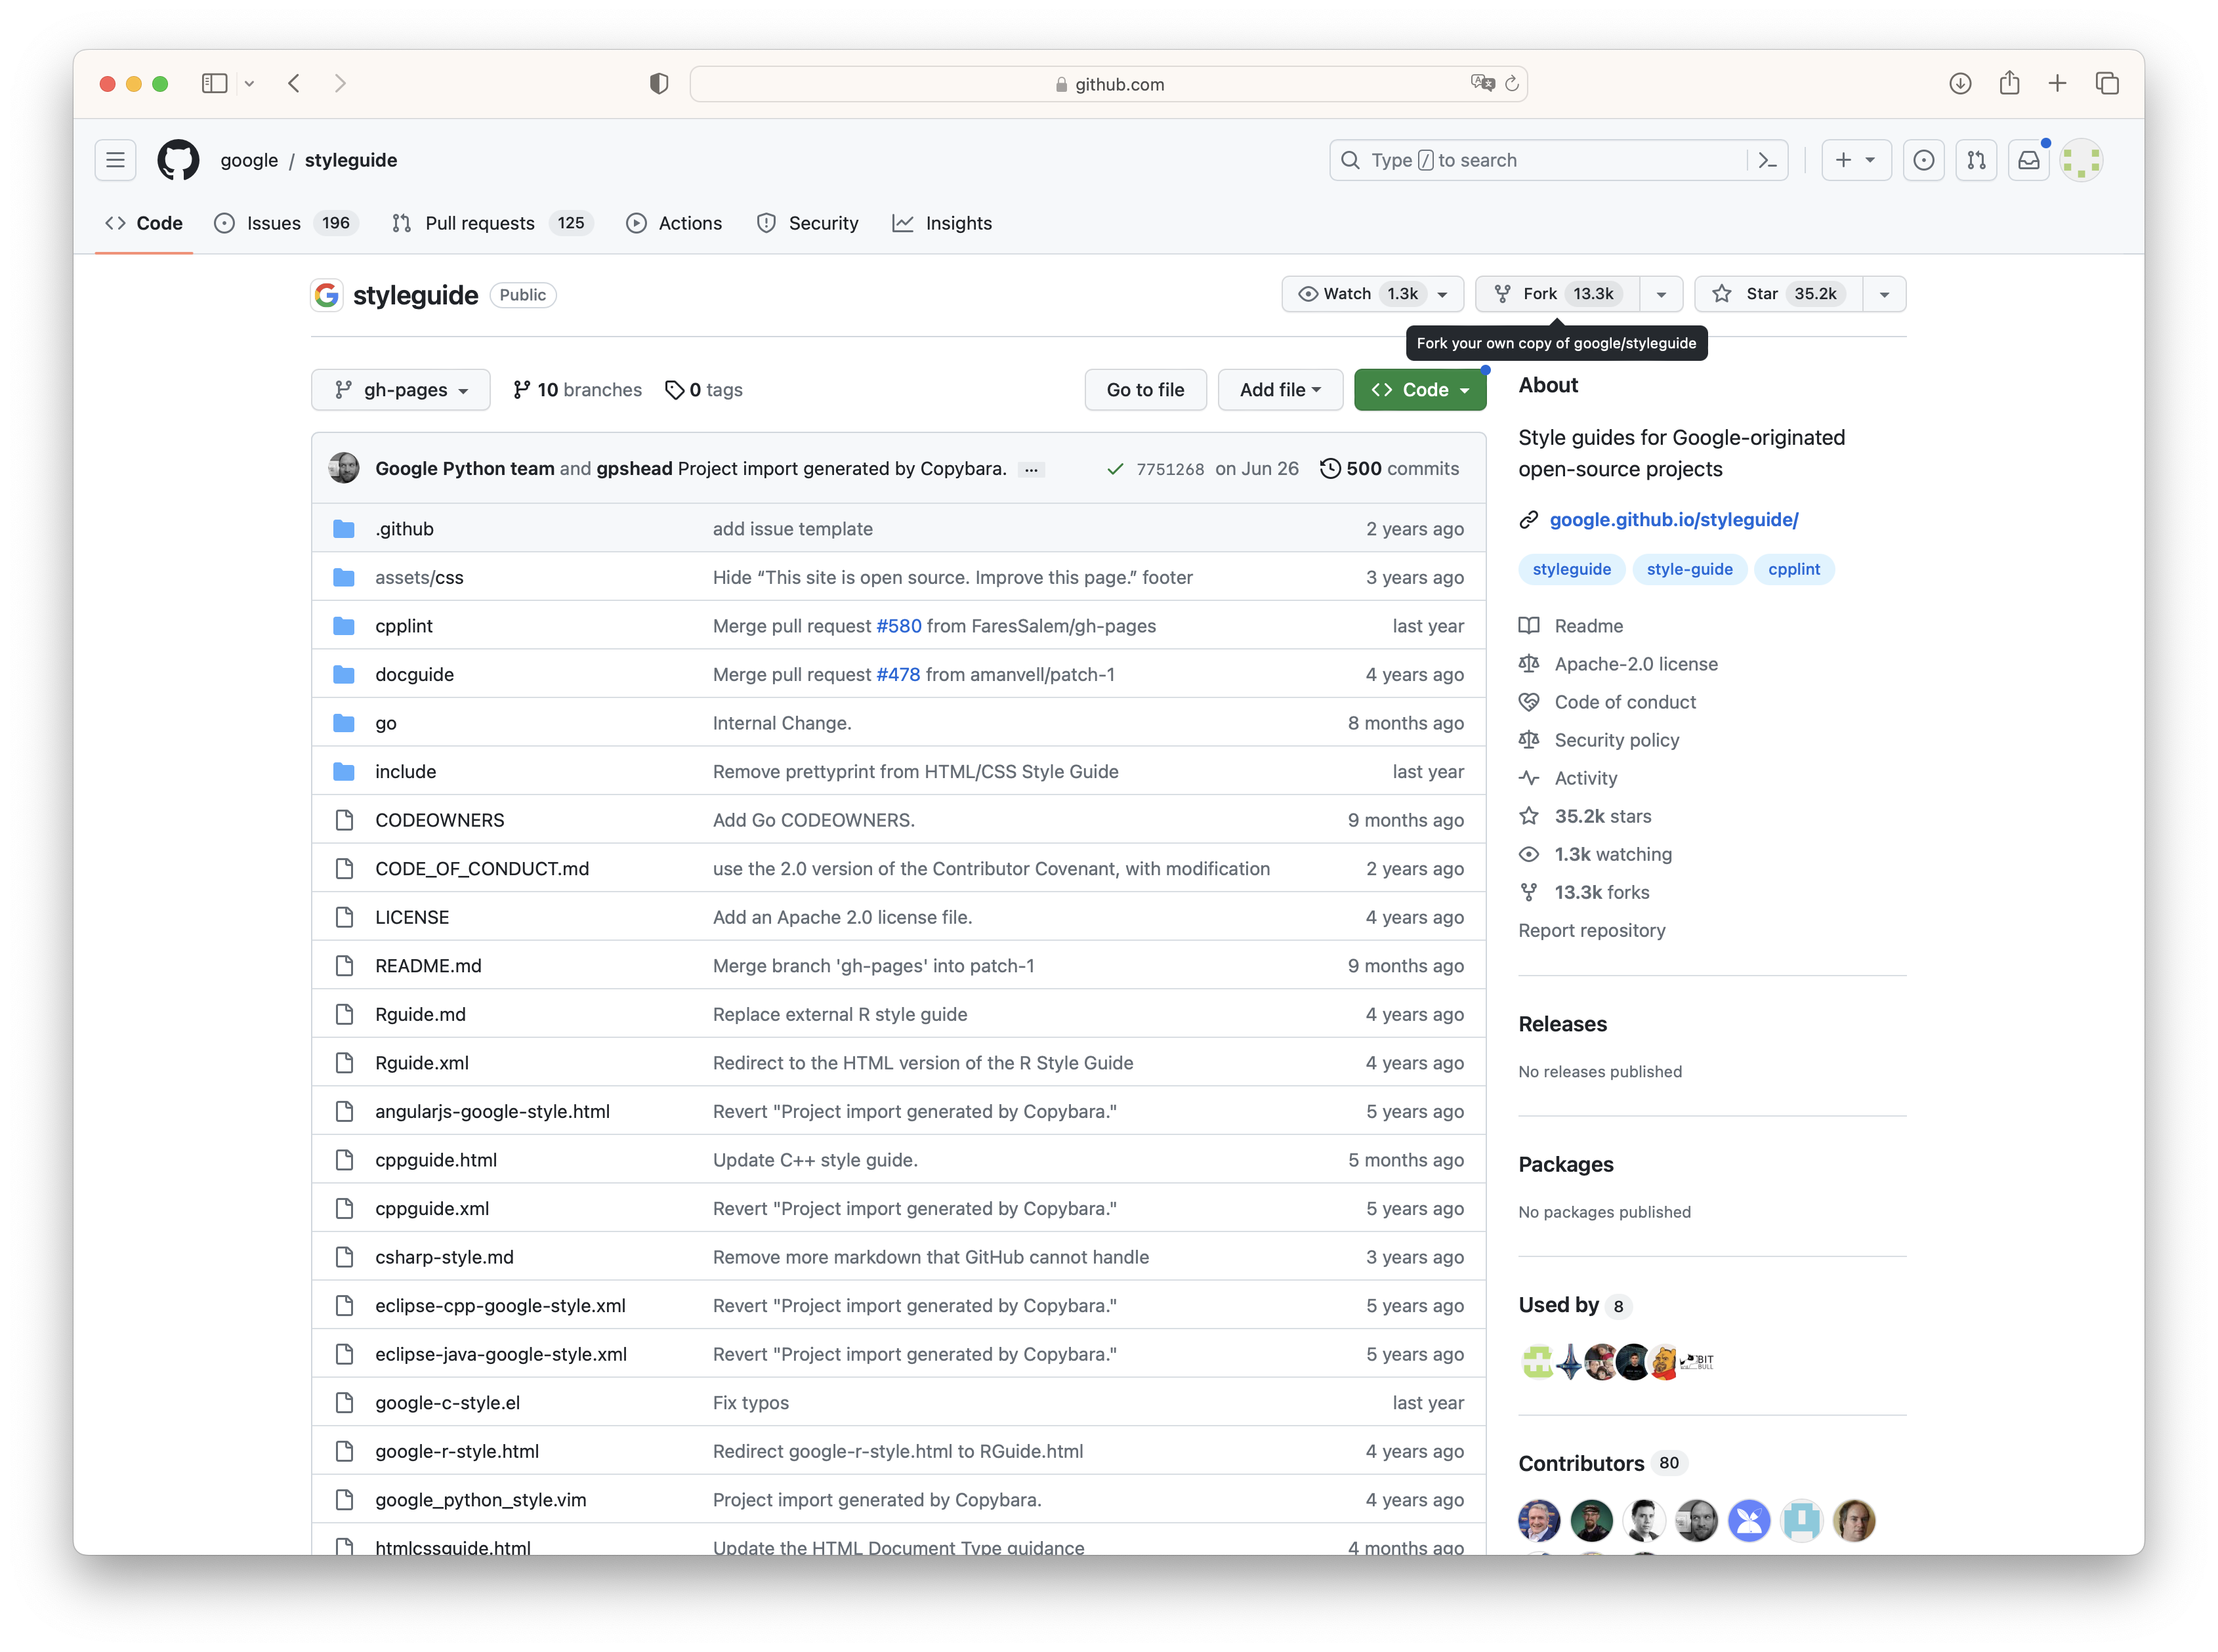 github.com
google / styleguide
Type / to search
Code Issues 196 Pull requests 125 Actions Security Insights
styleguide Public
Watch 1.3k Fork 13.3k Star 35.2k
Fork your own copy of google/styleguide
gh-pages 10 branches 0 tags Go to file Add file Code
Google Python team and gpshead Project import generated by Copybara. ... 7751268 on Jun 26 500 commits
.github add issue template 2 years ago
assets/css Hide “This site is open source. Improve this page.” footer 3 years ago
cpplint Merge pull request #580 from FaresSalem/gh-pages last year
docguide Merge pull request #478 from amanvell/patch-1 4 years ago
go Internal Change. 8 months ago
include Remove prettyprint from HTML/CSS Style Guide last year
CODEOWNERS Add Go CODEOWNERS. 9 months ago
CODE_OF_CONDUCT.md use the 2.0 version of the Contributor Covenant, with modification 2 years ago
LICENSE Add an Apache 2.0 license file. 4 years ago
README.md Merge branch 'gh-pages' into patch-1 9 months ago
Rguide.md Replace external R style guide 4 years ago
Rguide.xml Redirect to the HTML version of the R Style Guide 4 years ago
angularjs-google-style.html Revert "Project import generated by Copybara." 5 years ago
cppguide.html Update C++ style guide. 5 months ago
cppguide.xml Revert "Project import generated by Copybara." 5 years ago
csharp-style.md Remove more markdown that GitHub cannot handle 3 years ago
eclipse-cpp-google-style.xml Revert "Project import generated by Copybara." 5 years ago
eclipse-java-google-style.xml Revert "Project import generated by Copybara." 5 years ago
google-c-style.el Fix typos last year
google-r-style.html Redirect google-r-style.html to RGuide.html 4 years ago
google_python_style.vim Project import generated by Copybara. 4 years ago
htmlcssguide.html Update the HTML Document Type guidance 4 months ago
About
Style guides for Google-originated
open-source projects
google.github.io/styleguide/
styleguide style-guide cpplint
Readme
Apache-2.0 license
Code of conduct
Security policy
Activity
35.2k stars
1.3k watching
13.3k forks
Report repository
Releases
No releases published
Packages
No packages published
Used by 8
BIT
BULL
Contributors 80